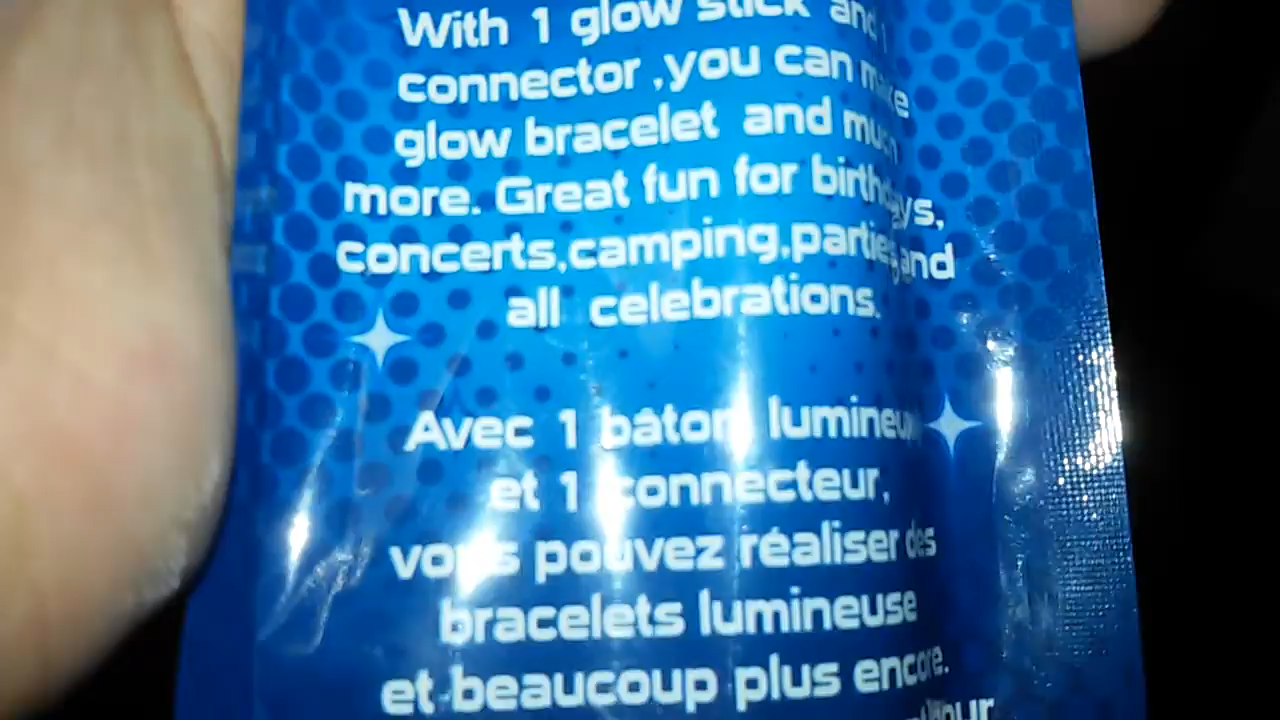 With 1 glow stick and 1
connector ,you can make
glow bracelet and much
more. Great fun for birthdays,
concerts,camping,parties,and
all celebrations.
Avec 1 bâton lumineux
et 1 connecteur,
vous pouvez réaliser des
bracelets lumineuse
et beaucoup plus encore.